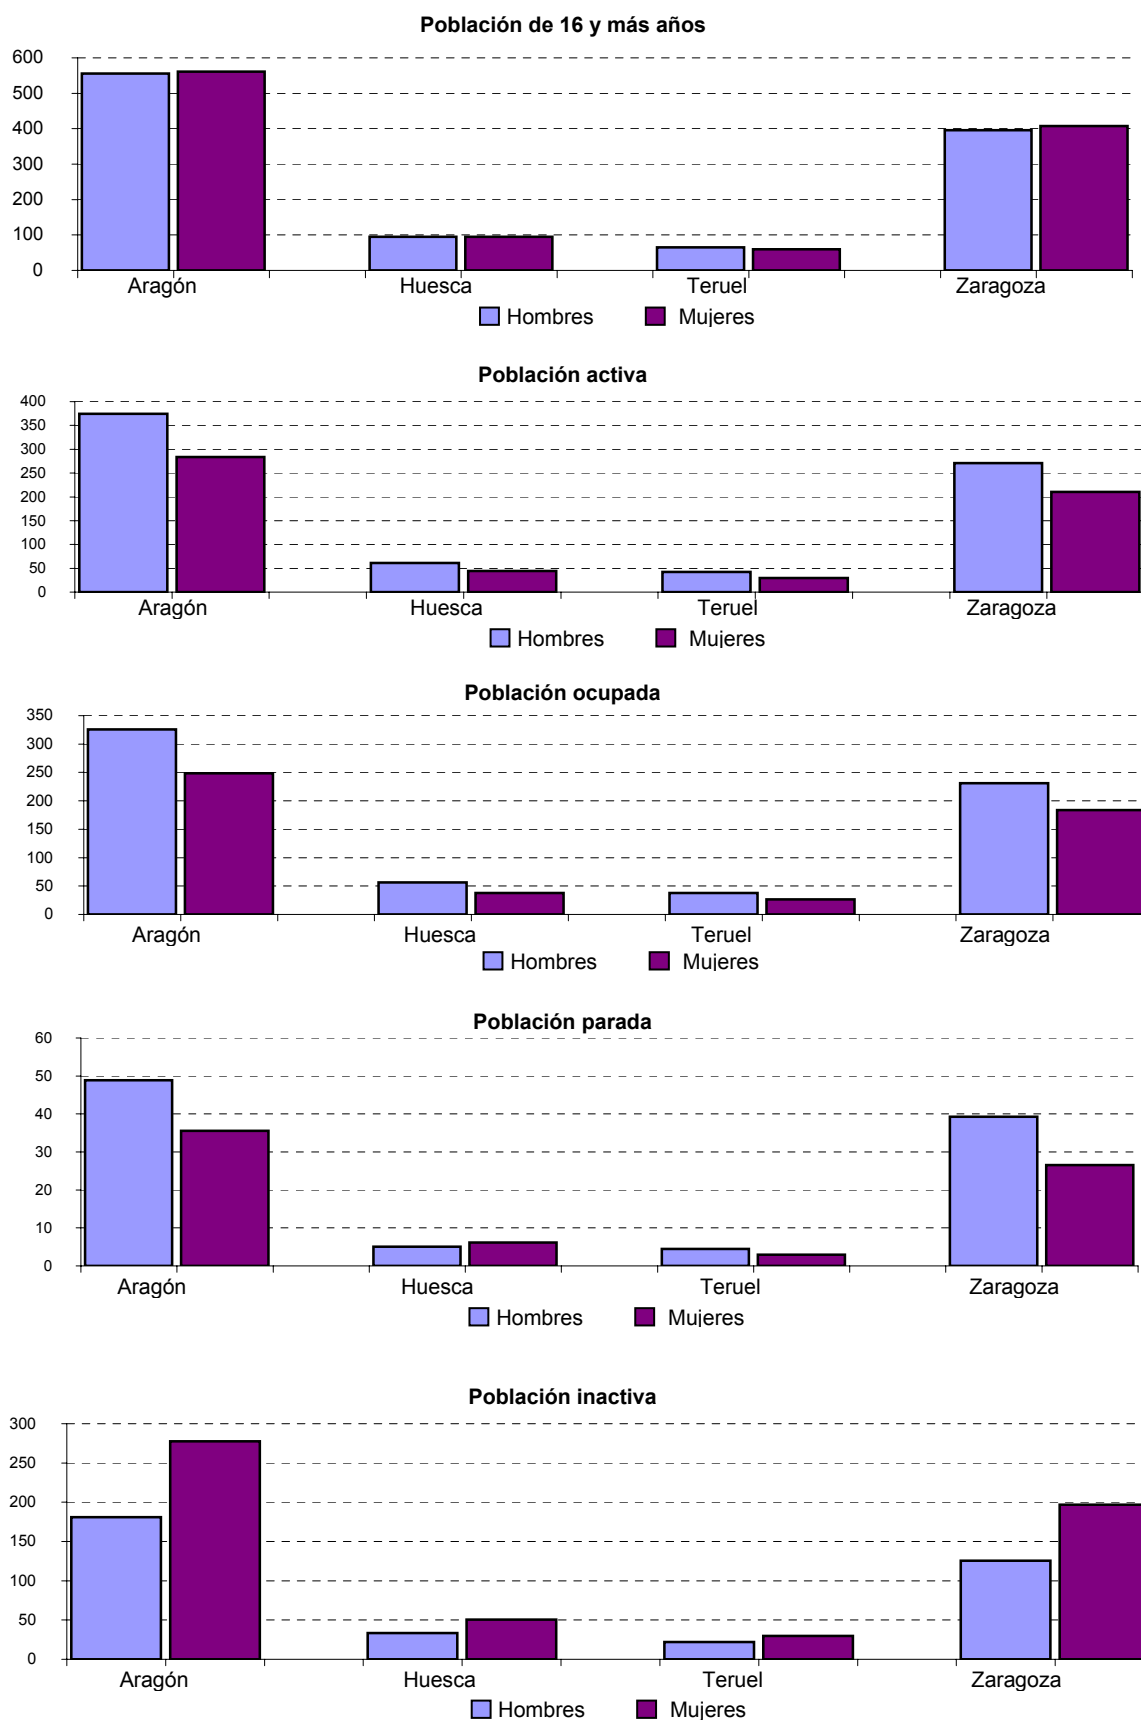 Población de 16 y más años
600
500
400
300
200
100
0
Aragón Huesca Teruel Zaragoza
Hombres Mujeres
Población activa
400
350
300
250
200
150
100
50
0
Aragón Huesca Teruel Zaragoza
Hombres Mujeres
Población ocupada
350
300
250
200
150
100
50
0
Aragón Huesca Teruel Zaragoza
Hombres Mujeres
Población parada
60
50
40
30
20
10
0
Aragón Huesca Teruel Zaragoza
Hombres Mujeres
Población inactiva
300
250
200
150
100
50
0
Aragón Huesca Teruel Zaragoza
Hombres Mujeres